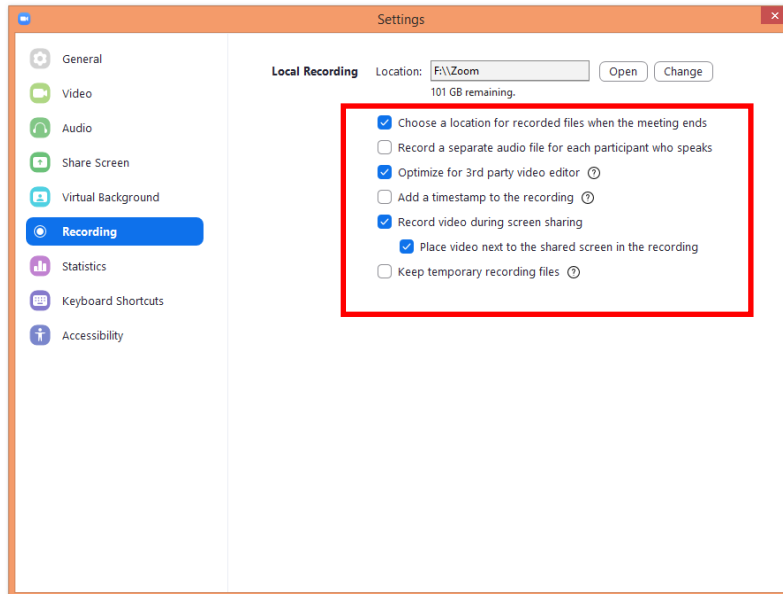 Settings
General
Video
Audio
Share Screen
Virtual Background
Recording
Statistics
Keyboard Shortcuts
Accessibility
Local Recording Location: F:\\Zoom Open Change
101 GB remaining.
Choose a location for recorded files when the meeting ends
Record a separate audio file for each participant who speaks
Optimize for 3rd party video editor
Add a timestamp to the recording
Record video during screen sharing
Place video next to the shared screen in the recording
Keep temporary recording files